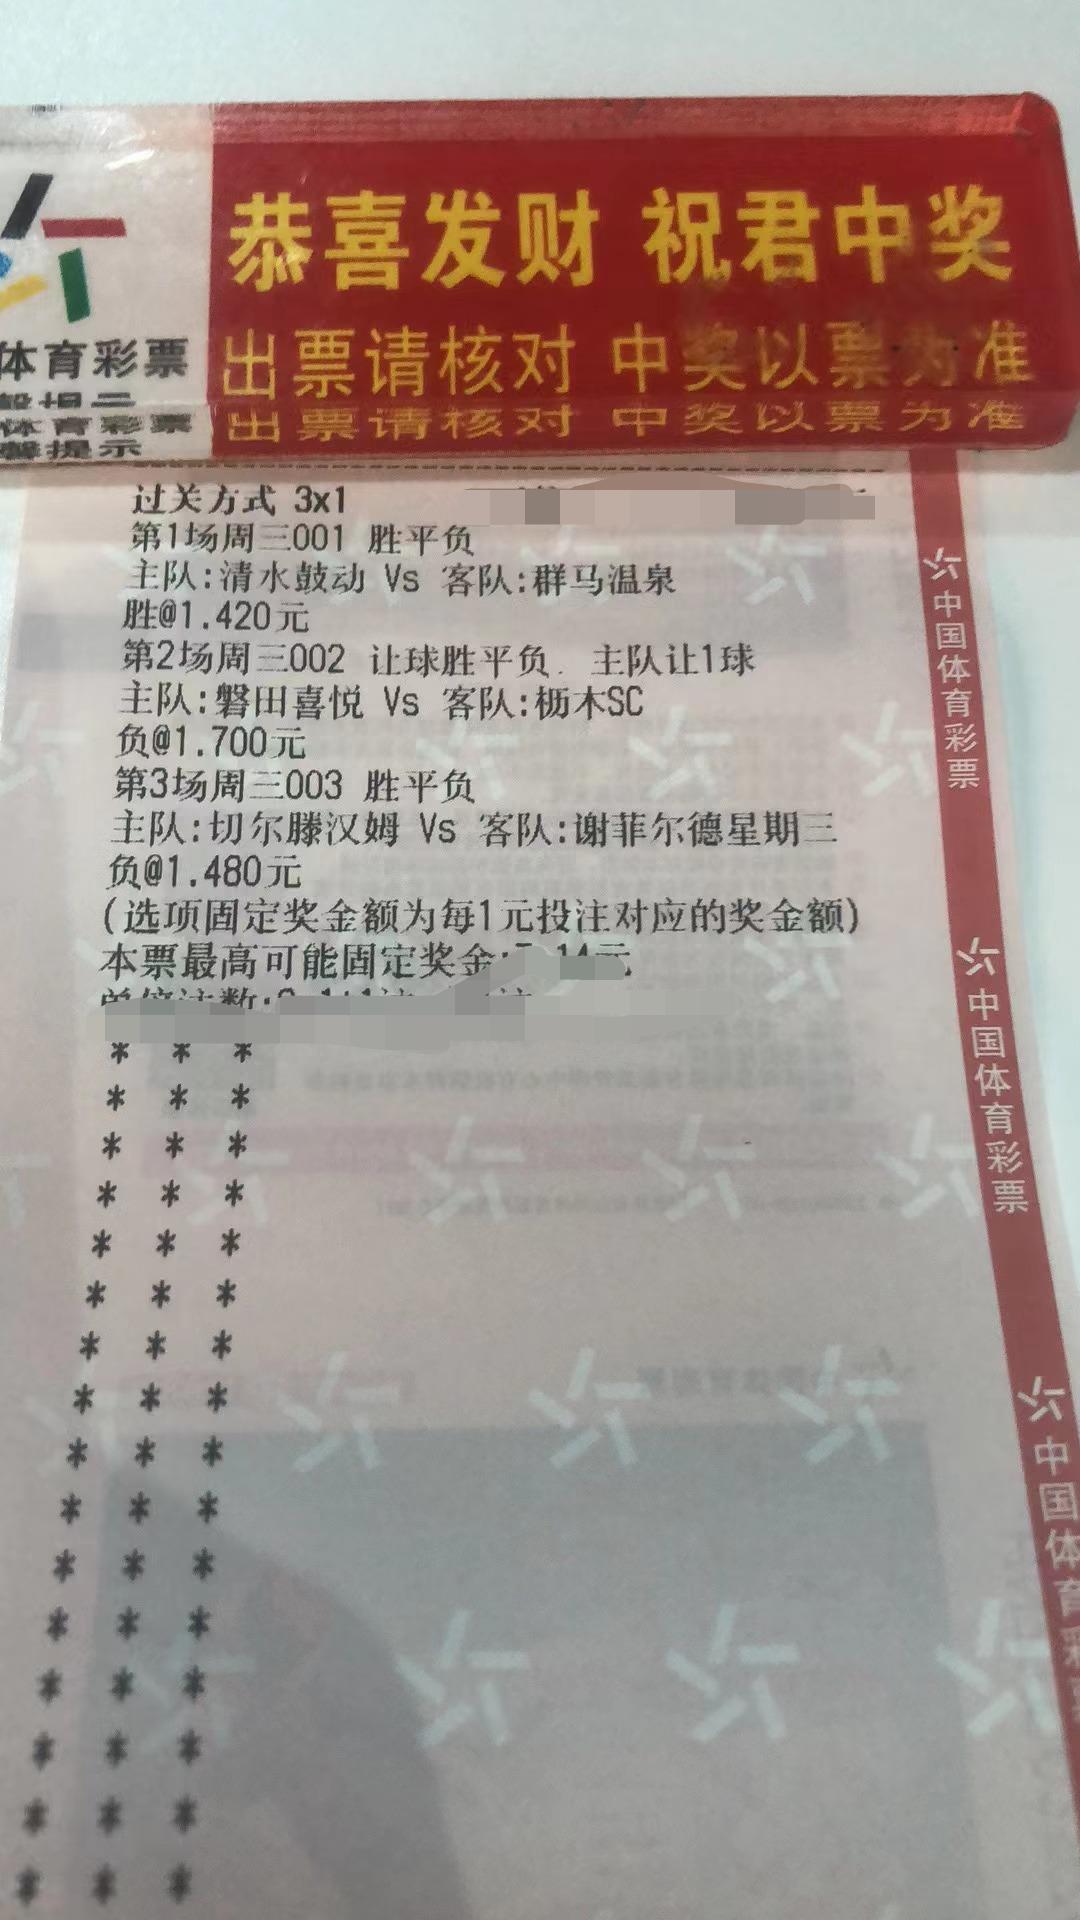 恭喜发财 祝君中奖
体育彩票
出票请核对 中奖以票为准
体育彩票
馨提示
出票请核对 中奖以票为准
过关方式 3x1
第1场周三001 胜平负
主队:清水鼓动 Vs 客队:群马温泉
胜@1.420元
第2场周三002 让球胜平负 主队让1球
主队:磐田喜悦 Vs 客队:枥木SC
负@1.700元
第3场周三003 胜平负
主队:切尔滕汉姆 Vs 客队:谢菲尔德星期三
负@1.480元
(选项固定奖金额为每1元投注对应的奖金额)
本票最高可能固定奖金:
中国体育彩票
中国体育彩票
中国体育彩